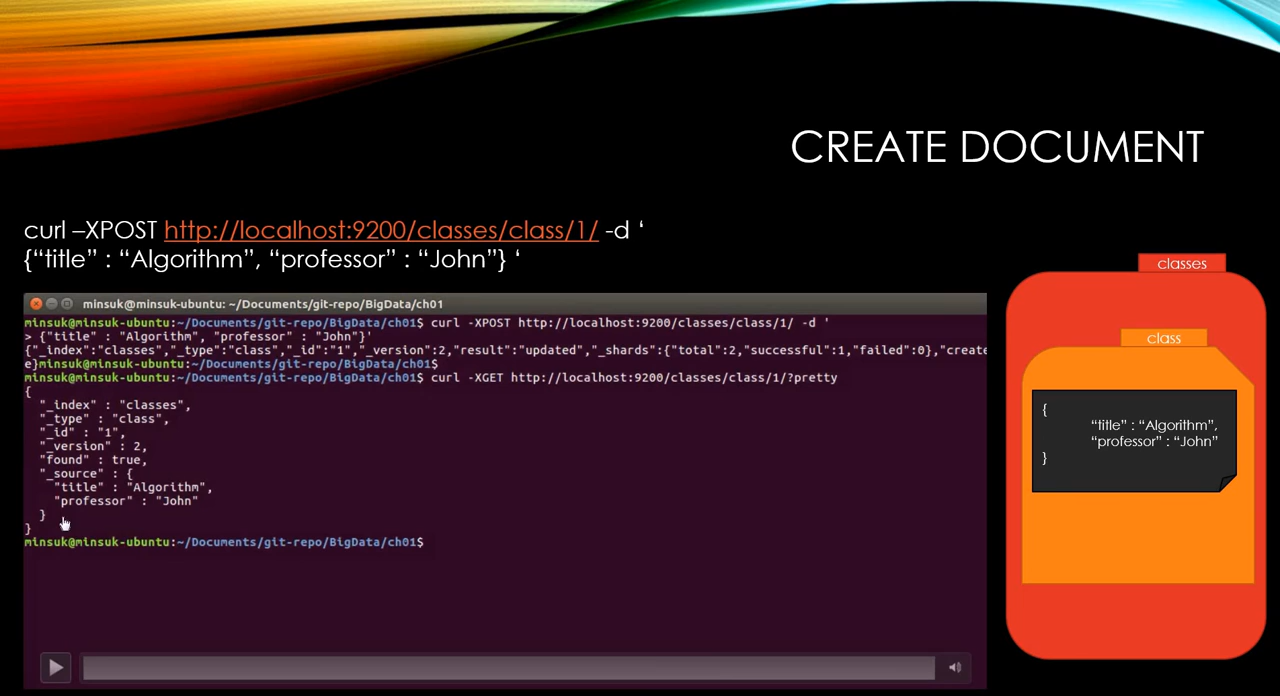 CREATE DOCUMENT
curl –XPOST http://localhost:9200/classes/class/1/ -d ‘
{“title” : “Algorithm”, “professor” : “John”} ‘
minsuk@minsuk-ubuntu: ~/Documents/git-repo/BigData/ch01
minsuk@minsuk-ubuntu:~/Documents/git-repo/BigData/ch01$ curl -XPOST http://localhost:9200/classes/class/1/ -d '
> {"title" : "Algorithm", "professor" : "John"}'
{"_index":"classes","_type":"class","_id":"1","_version":2,"result":"updated","_shards":{"total":2,"successful":1,"failed":0},"create
e}minsuk@minsuk-ubuntu:~/Documents/git-repo/BigData/ch01$
minsuk@minsuk-ubuntu:~/Documents/git-repo/BigData/ch01$ curl -XGET http://localhost:9200/classes/class/1/?pretty
{
  "_index" : "classes",
  "_type" : "class",
  "_id" : "1",
  "_version" : 2,
  "found" : true,
  "_source" : {
    "title" : "Algorithm",
    "professor" : "John"
  }
}
minsuk@minsuk-ubuntu:~/Documents/git-repo/BigData/ch01$
classes
class
{
“title” : “Algorithm”,
“professor” : “John”
}